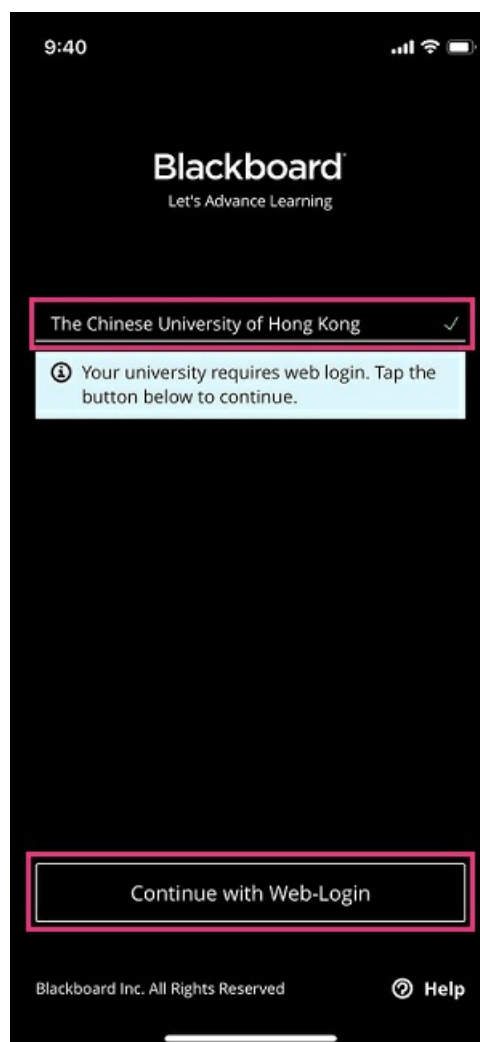 9:40
Blackboard
Let's Advance Learning
The Chinese University of Hong Kong
Your university requires web login. Tap the
button below to continue.
Continue with Web-Login
Blackboard Inc. All Rights Reserved
Help